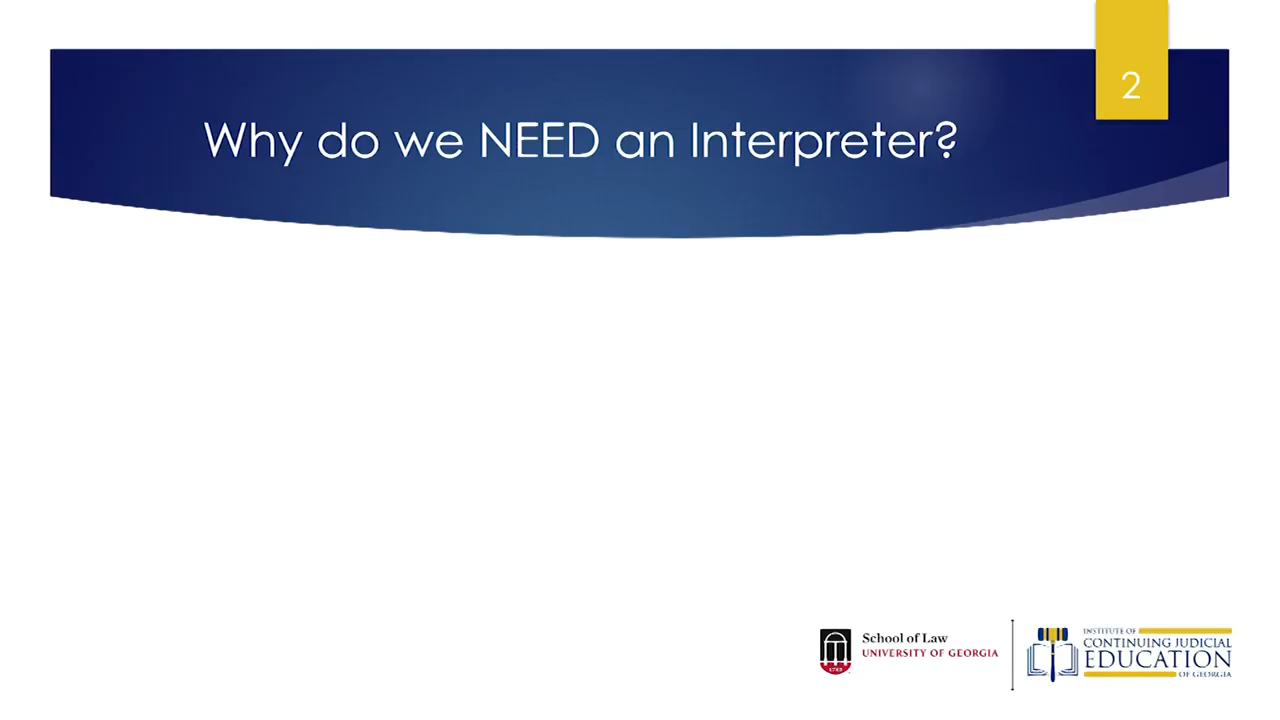 2
Why do we NEED an Interpreter?
School of Law
UNIVERSITY OF GEORGIA
1785
INSTITUTE OF
CONTINUING JUDICIAL
EDUCATION
OF GEORGIA